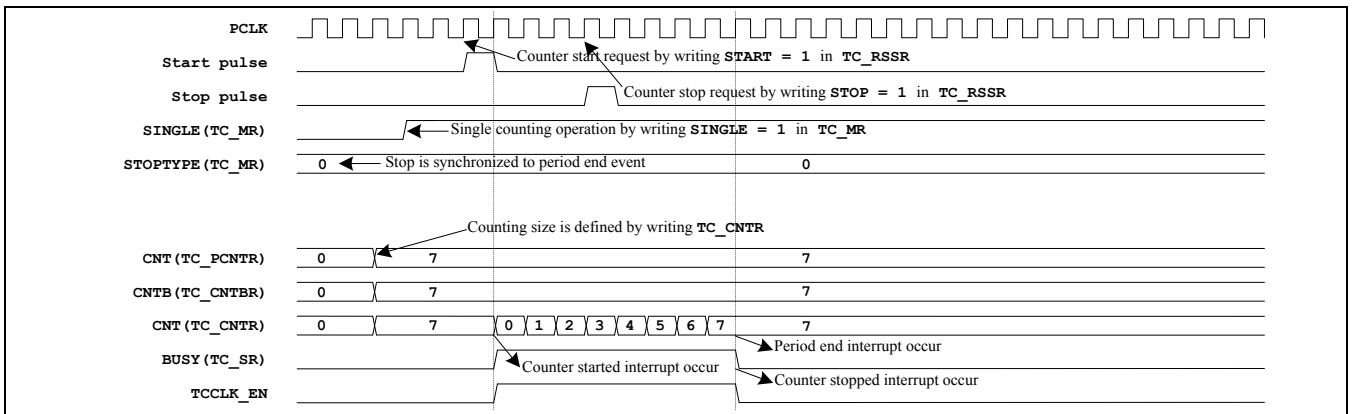 PCLK
Start pulse
Counter start request by writing START = 1 in TC_RSSR
Stop pulse
Counter stop request by writing STOP = 1 in TC_RSSR
SINGLE(TC_MR)
Single counting operation by writing SINGLE = 1 in TC_MR
STOPTYPE(TC_MR) 0 Stop is synchronized to period end event 0
Counting size is defined by writing TC_CNTR
CNT(TC_PCNTR) 0 7 7
CNTB(TC_CNTBR) 0 7 7
CNT(TC_CNTR) 0 7 0 1 2 3 4 5 6 7 7
Period end interrupt occur
BUSY(TC_SR)
Counter started interrupt occur
Counter stopped interrupt occur
TCCLK_EN